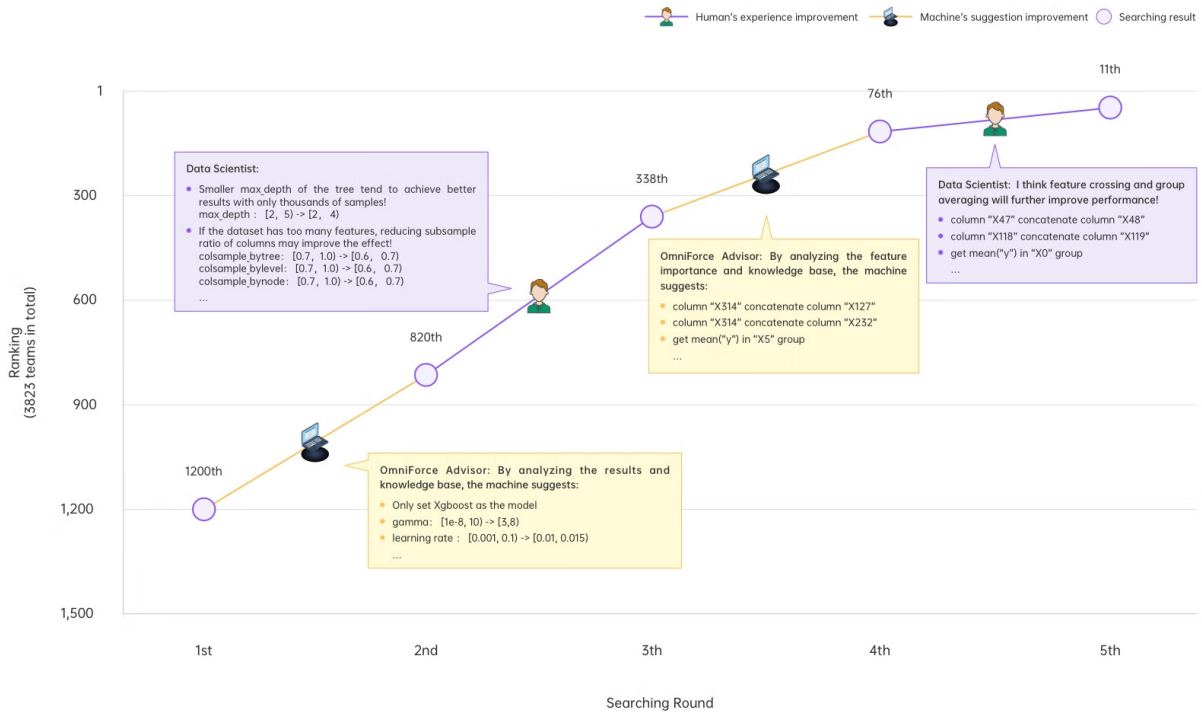 Human's experience improvement
Machine's suggestion improvement
Searching result
Ranking
(3823 teams in total)
1
300
600
900
1,200
1,500
1200th
820th
338th
76th
11th
Data Scientist:
Smaller max_depth of the tree tend to achieve better
results with only thousands of samples!
max_depth : [2, 5) -> [2, 4)
If the dataset has too many features, reducing subsample
ratio of columns may improve the effect!
colsample_bytree: [0.7, 1.0) -> [0.6, 0.7)
colsample_bylevel: [0.7, 1.0) -> [0.6, 0.7)
colsample_bynode: [0.7, 1.0) -> [0.6, 0.7)
...
OmniForce Advisor: By analyzing the results and
knowledge base, the machine suggests:
Only set Xgboost as the model
gamma: [1e-8, 10) -> [3,8)
learning rate : [0.001, 0.1) -> [0.01, 0.015)
...
OmniForce Advisor: By analyzing the feature
importance and knowledge base, the machine
suggests:
column "X314" concatenate column "X127"
column "X314" concatenate column "X232"
get mean("y") in "X5" group
...
Data Scientist: I think feature crossing and group
averaging will further improve performance!
column "X47" concatenate column "X48"
column "X118" concatenate column "X119"
get mean("y") in "X0" group
...
1st
2nd
3th
4th
5th
Searching Round